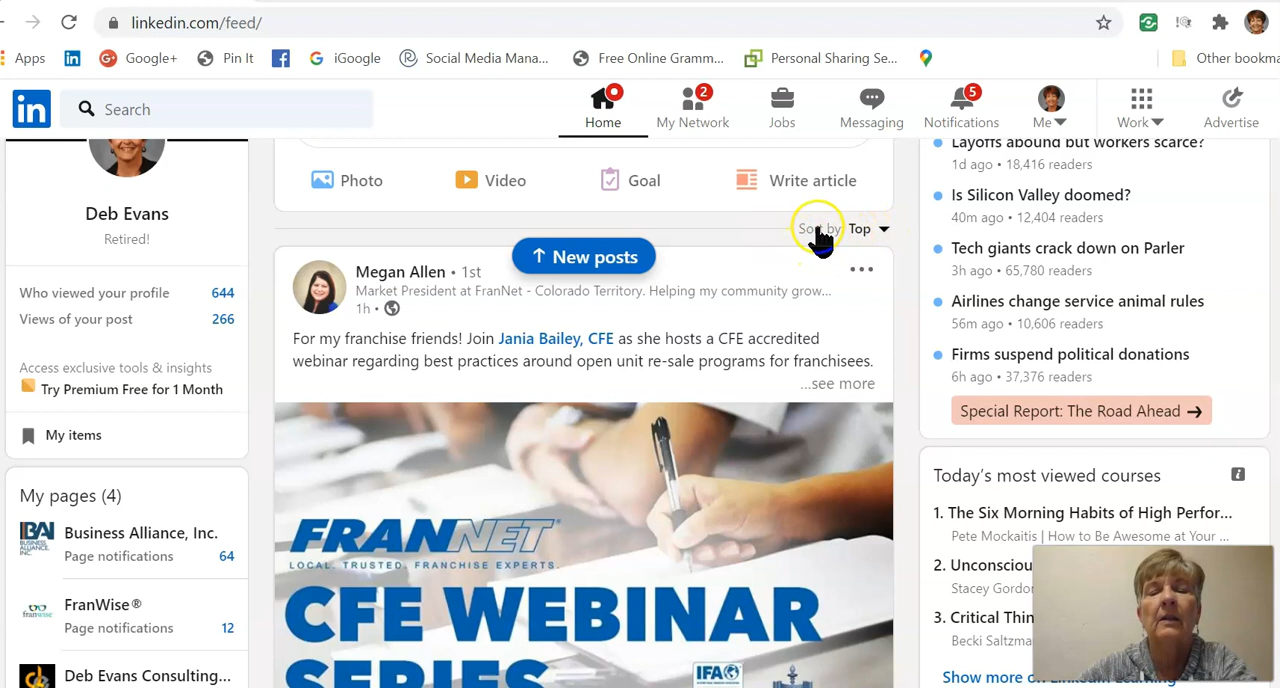 linkedin.com/feed/
Apps
Google+
Pin It
iGoogle
Social Media Mana...
Free Online Gramm...
Personal Sharing Se...
Other bookma
in
Search
Home
2
My Network
Jobs
Messaging
5
Notifications
Me
Work
Advertise
Deb Evans
Retired!
Who viewed your profile 644
Views of your post 266
Access exclusive tools & insights
Try Premium Free for 1 Month
My items
My pages (4)
Business Alliance, Inc.
Page notifications 64
FranWise®
Page notifications 12
Deb Evans Consulting...
Photo
Video
Goal
Write article
Sort by Top
↑ New posts
Megan Allen • 1st
Market President at FranNet - Colorado Territory. Helping my community grow...
1h •
For my franchise friends! Join Jania Bailey, CFE as she hosts a CFE accredited
webinar regarding best practices around open unit re-sale programs for franchisees.
...see more
FRANNET
LOCAL. TRUSTED. FRANCHISE EXPERTS.
CFE WEBINAR
SERIES
IFA
Layoffs abound but workers scarce?
1d ago • 18,416 readers
Is Silicon Valley doomed?
40m ago • 12,404 readers
Tech giants crack down on Parler
3h ago • 65,780 readers
Airlines change service animal rules
56m ago • 10,606 readers
Firms suspend political donations
6h ago • 37,376 readers
Special Report: The Road Ahead →
Today's most viewed courses
1. The Six Morning Habits of High Perfor...
Pete Mockaitis | How to Be Awesome at Your ...
2. Unconsciou
Stacey Gordo
3. Critical Thin
Becki Saltzma
Show more on LinkedIn Learning